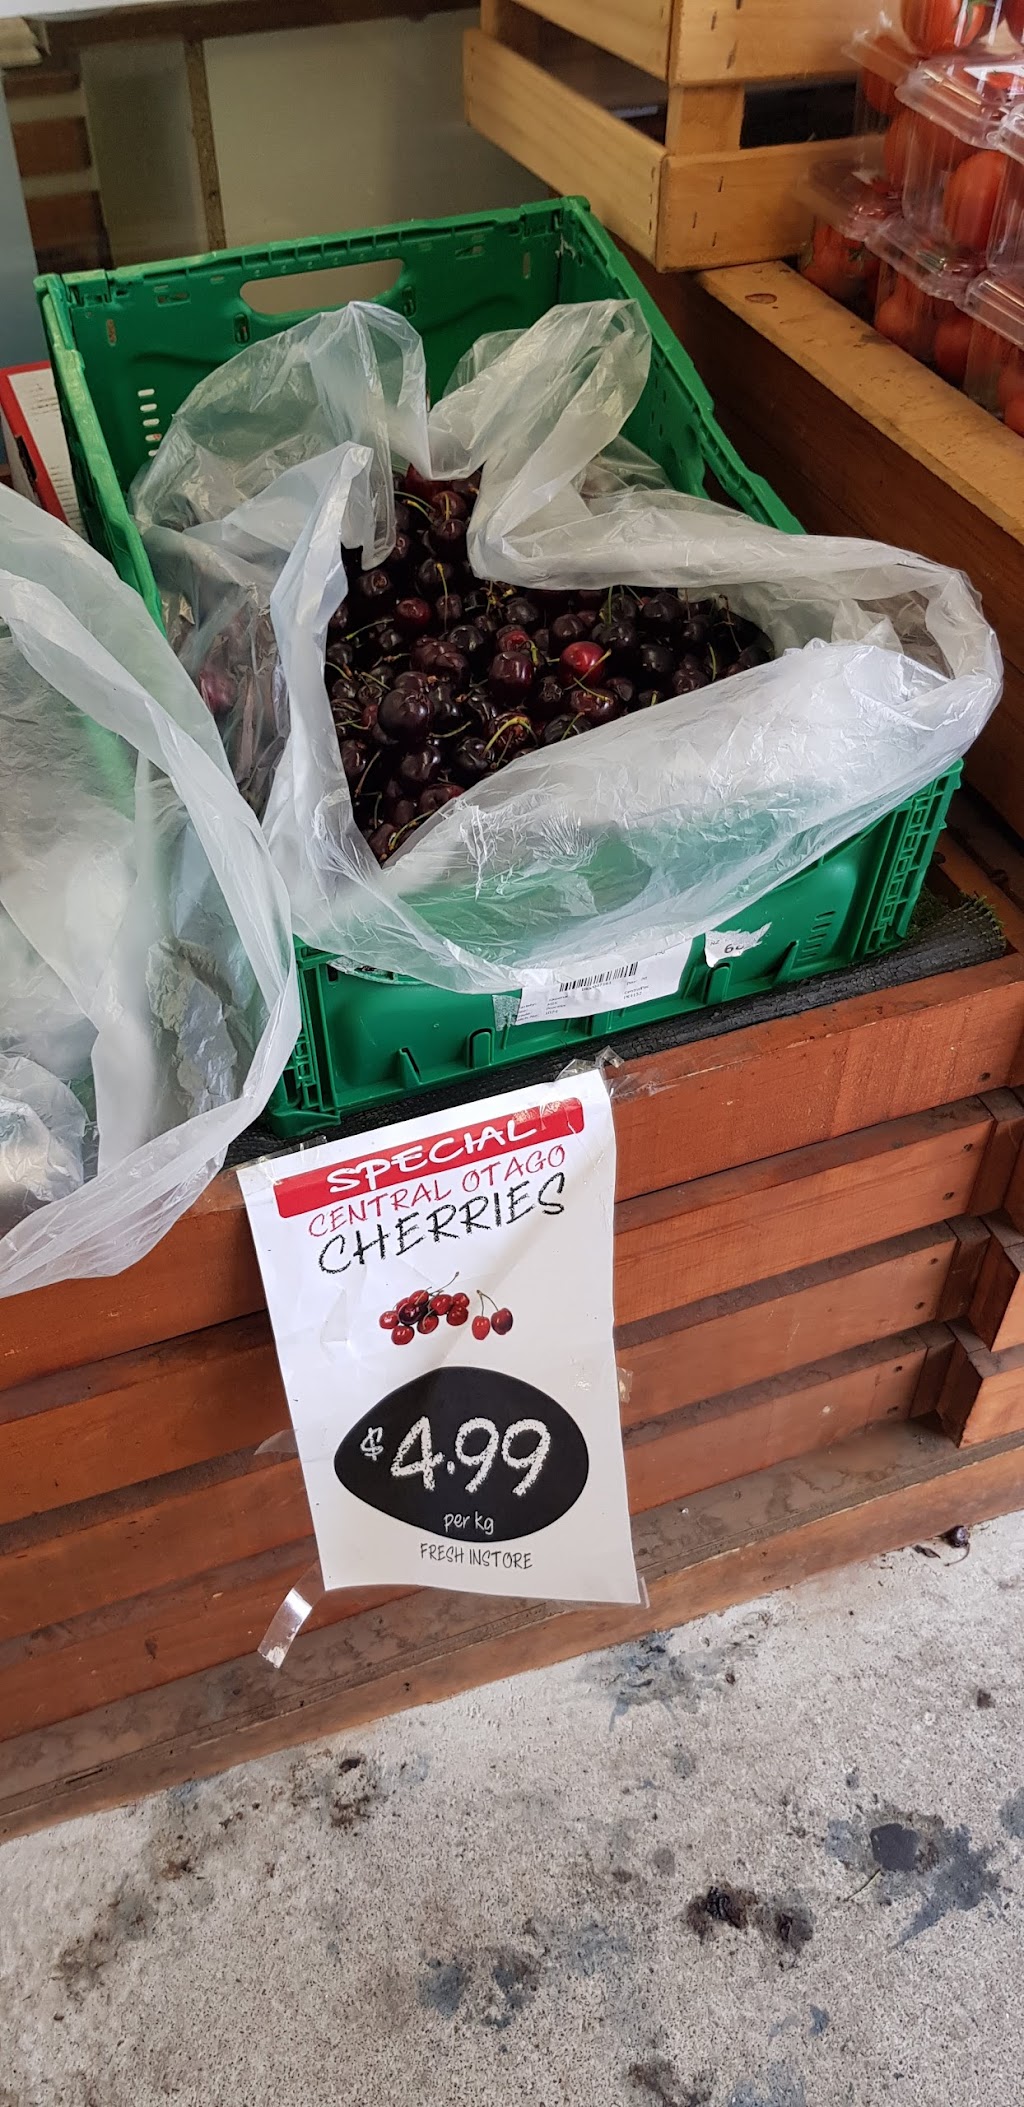 SPECIAL
CENTRAL OTAGO
CHERRIES
$4.99
per kg
FRESH INSTORE